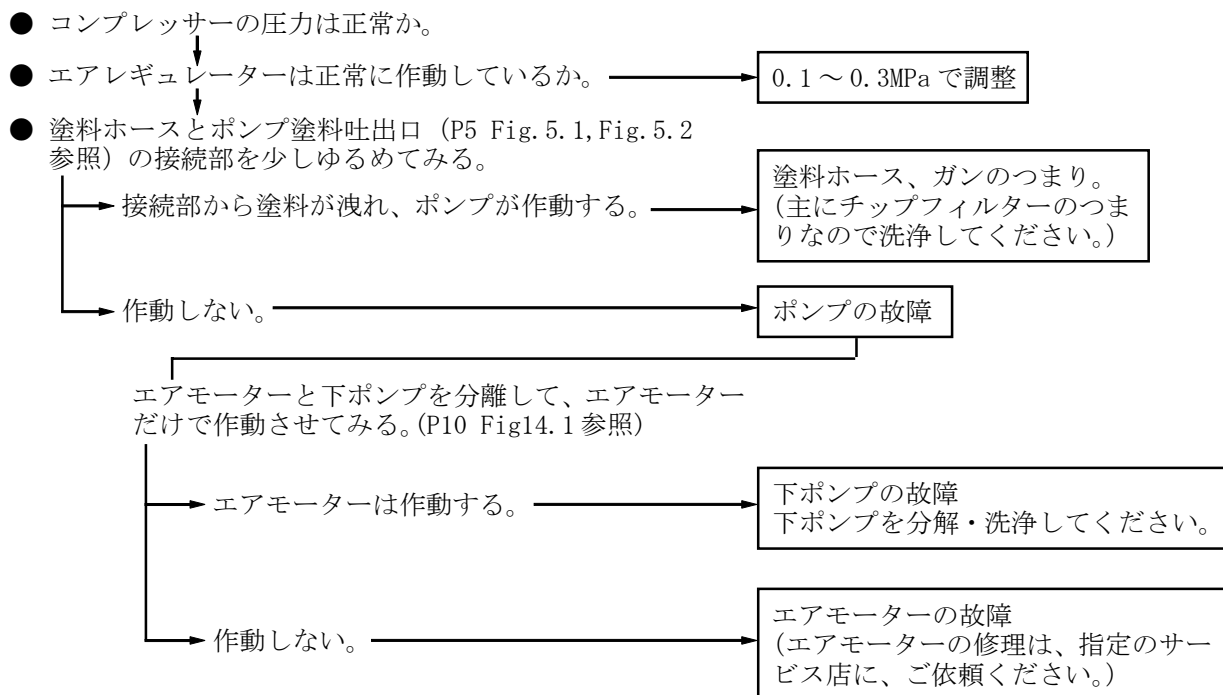 ● コンプレッサーの圧力は正常か。
● エアレギュレーターは正常に作動しているか。
0.1～0.3MPaで調整
● 塗料ホースとポンプ塗料吐出口 (P5 Fig.5.1,Fig.5.2
参照) の接続部を少しゆるめてみる。
接続部から塗料が洩れ、ポンプが作動する。
塗料ホース、ガンのつまり。
(主にチップフィルターのつま
りなので洗浄してください。)
作動しない。
ポンプの故障
エアモーターと下ポンプを分離して、エアモーター
だけで作動させてみる。(P10 Fig14.1参照)
エアモーターは作動する。
下ポンプの故障
下ポンプを分解・洗浄してください。
作動しない。
エアモーターの故障
(エアモーターの修理は、指定のサー
ビス店に、ご依頼ください。)